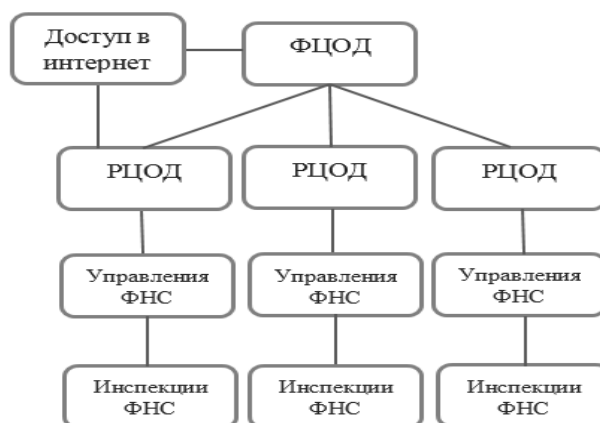 Доступ в
интернет
ФЦОД
РЦОД
РЦОД
РЦОД
Управления
ФНС
Управления
ФНС
Управления
ФНС
Инспекции
ФНС
Инспекции
ФНС
Инспекции
ФНС